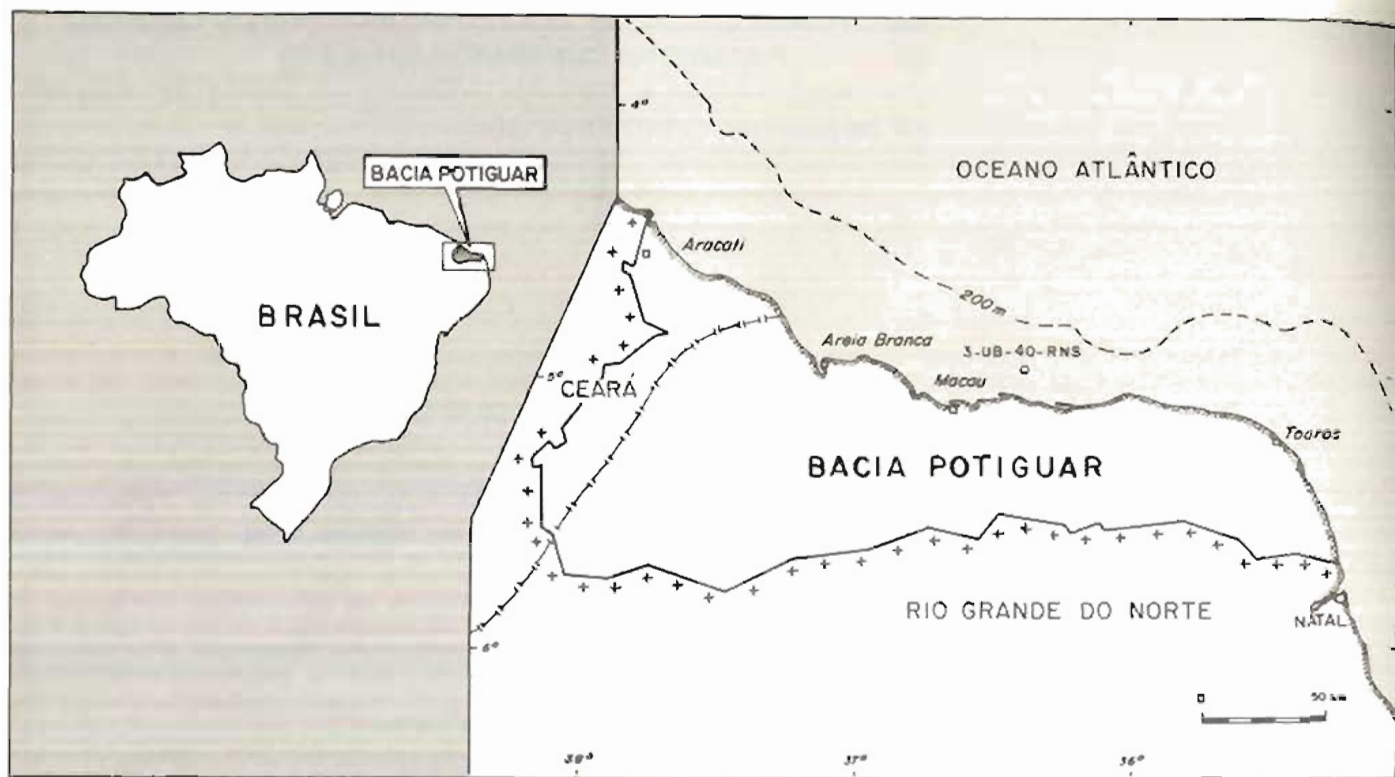 BACIA POTIGUAR
BRASIL
4°
OCEANO ATLÂNTICO
Aracati
200m
Areia Branca
3-UB-40-RNS
5°
CEARÁ
Macau
Touros
BACIA POTIGUAR
RIO GRANDE DO NORTE
NATAL
6°
0
50 km
38°
37°
36°